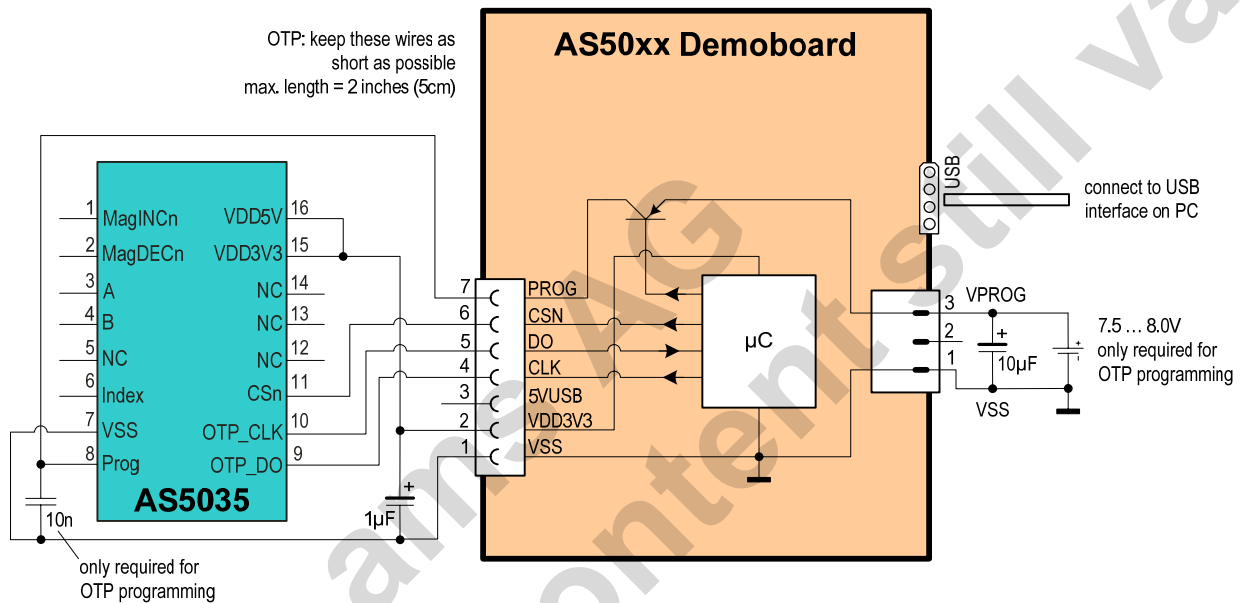 OTP: keep these wires as
short as possible
max. length = 2 inches (5cm)
AS50xx Demoboard
USB
connect to USB
interface on PC
1 MagINCn
2 MagDECn
3 A
4 B
5 NC
6 Index
7 VSS
8 Prog
VDD5V 16
VDD3V3 15
NC 14
NC 13
NC 12
CSn 11
OTP_CLK 10
OTP_DO 9
AS5035
10n
only required for
OTP programming
1µF
+
7 PROG
6 CSN
5 DO
4 CLK
3 5VUSB
2 VDD3V3
1 VSS
µC
3 VPROG
2
1
+
10µF
VSS
+
-
7.5 ... 8.0V
only required for
OTP programming
ams AG
ontent still va